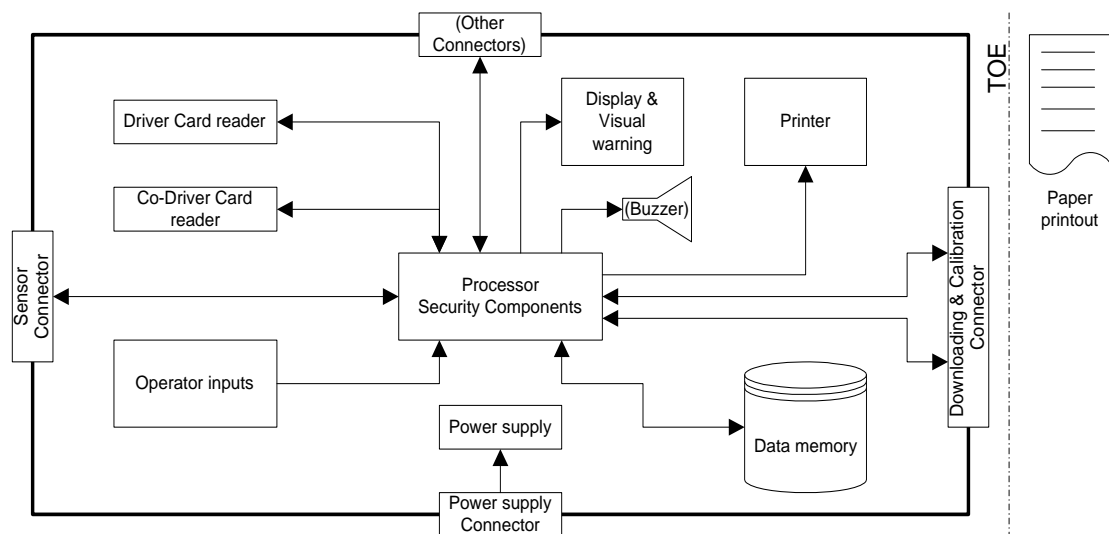 (Other
Connectors)
TOE
Driver Card reader
Display &
Visual
warning
Printer
Co-Driver Card
reader
(Buzzer)
Paper
printout
Sensor
Connector
Processor
Security Components
Downloading & Calibration
Connector
Operator inputs
Power supply
Data memory
Power supply
Connector